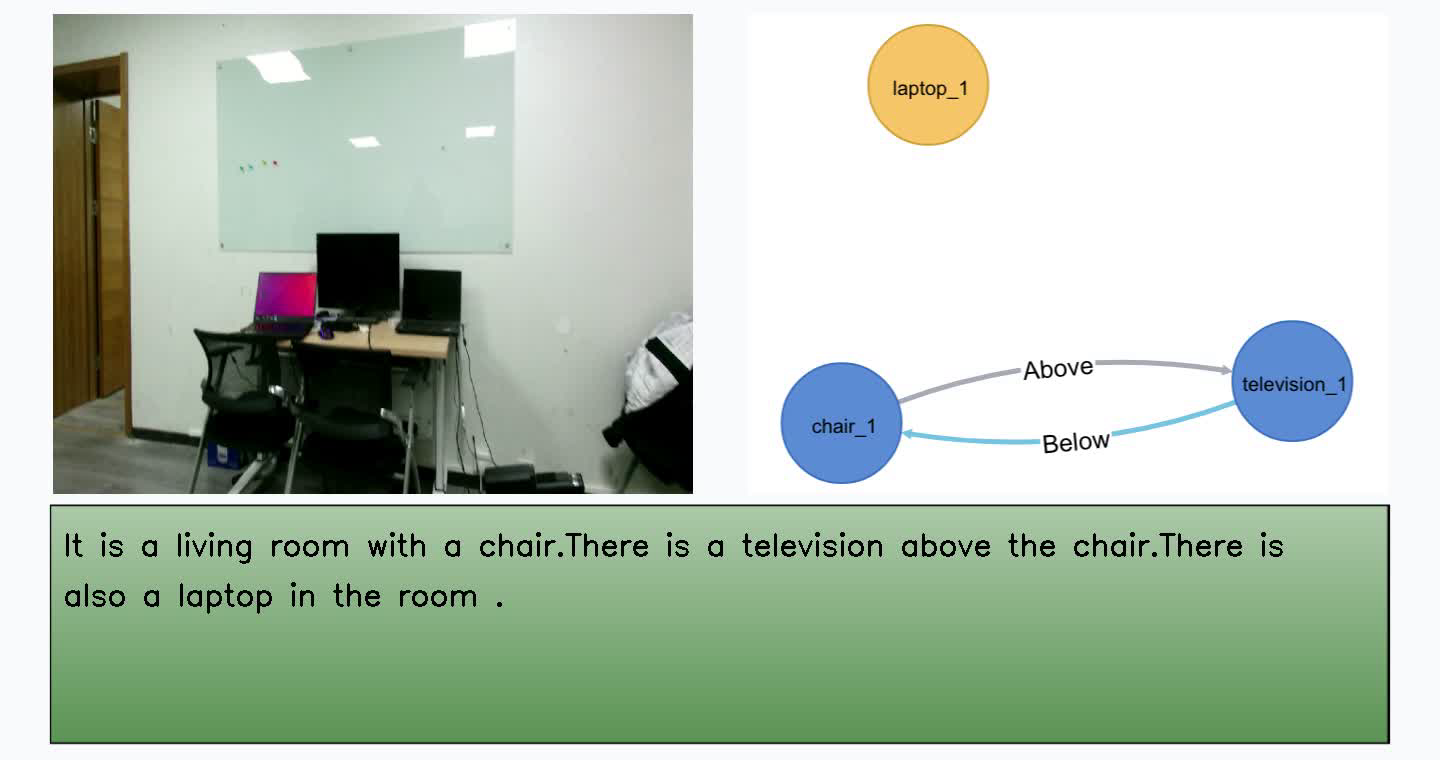 laptop_1
Above
television_1
chair_1
Below
It is a living room with a chair.There is a television above the chair.There is
also a laptop in the room .